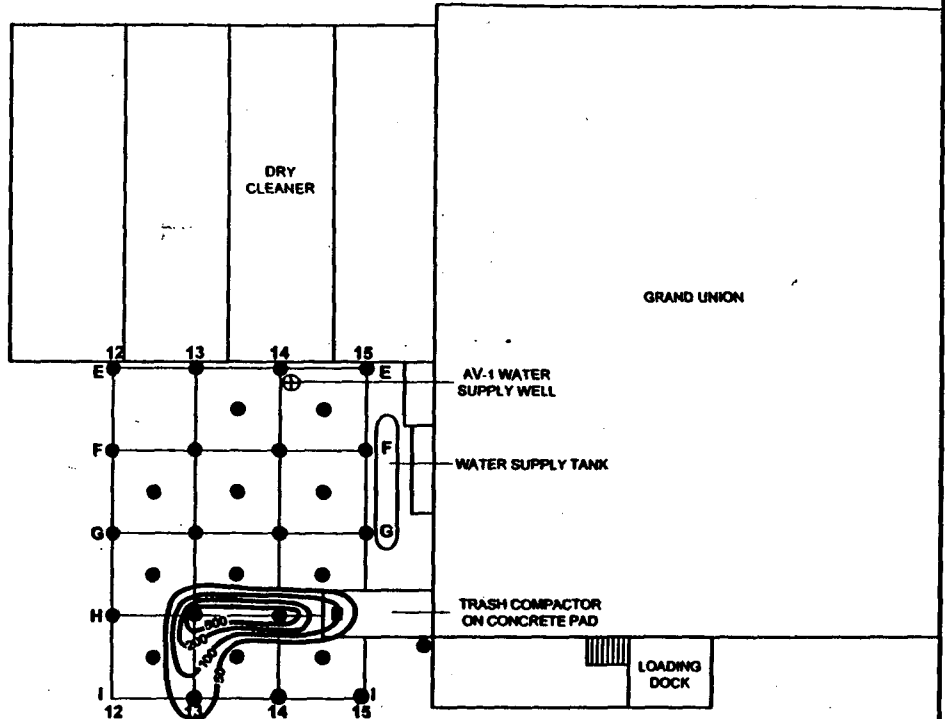 DRY
CLEANER
GRAND UNION
12 13 14 15
E E
AV-1 WATER
SUPPLY WELL
F F
WATER SUPPLY TANK
G G
H
TRASH COMPACTOR
ON CONCRETE PAD
500
200
100
50
LOADING
DOCK
I I
12 13 14 15